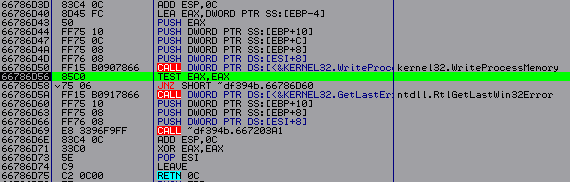 66786D3D 83C4 0C ADD ESP,0C
66786D40 8D45 FC LEA EAX,DWORD PTR SS:[EBP-4]
66786D43 50 PUSH EAX
66786D44 FF75 10 PUSH DWORD PTR SS:[EBP+10]
66786D47 FF75 0C PUSH DWORD PTR SS:[EBP+C]
66786D4A FF75 08 PUSH DWORD PTR SS:[EBP+8]
66786D4D FF76 08 PUSH DWORD PTR DS:[ESI+8]
66786D50 FF15 B0907866 CALL DWORD PTR DS:[<&KERNEL32.WriteProce kernel32.WriteProcessMemory
66786D56 85C0 TEST EAX,EAX
66786D58 75 06 JNZ SHORT ~df394b.66786D60
66786D5A FF15 B0917866 CALL DWORD PTR DS:[<&KERNEL32.GetLastErr ntdll.RtlGetLastWin32Error
66786D60 FF75 10 PUSH DWORD PTR SS:[EBP+10]
66786D63 FF75 08 PUSH DWORD PTR SS:[EBP+8]
66786D66 FF76 08 PUSH DWORD PTR DS:[ESI+8]
66786D69 E8 3396F9FF CALL ~df394b.667203A1
66786D6E 83C4 0C ADD ESP,0C
66786D71 33C0 XOR EAX,EAX
66786D73 5E POP ESI
66786D74 C9 LEAVE
66786D75 C2 0C00 RETN 0C